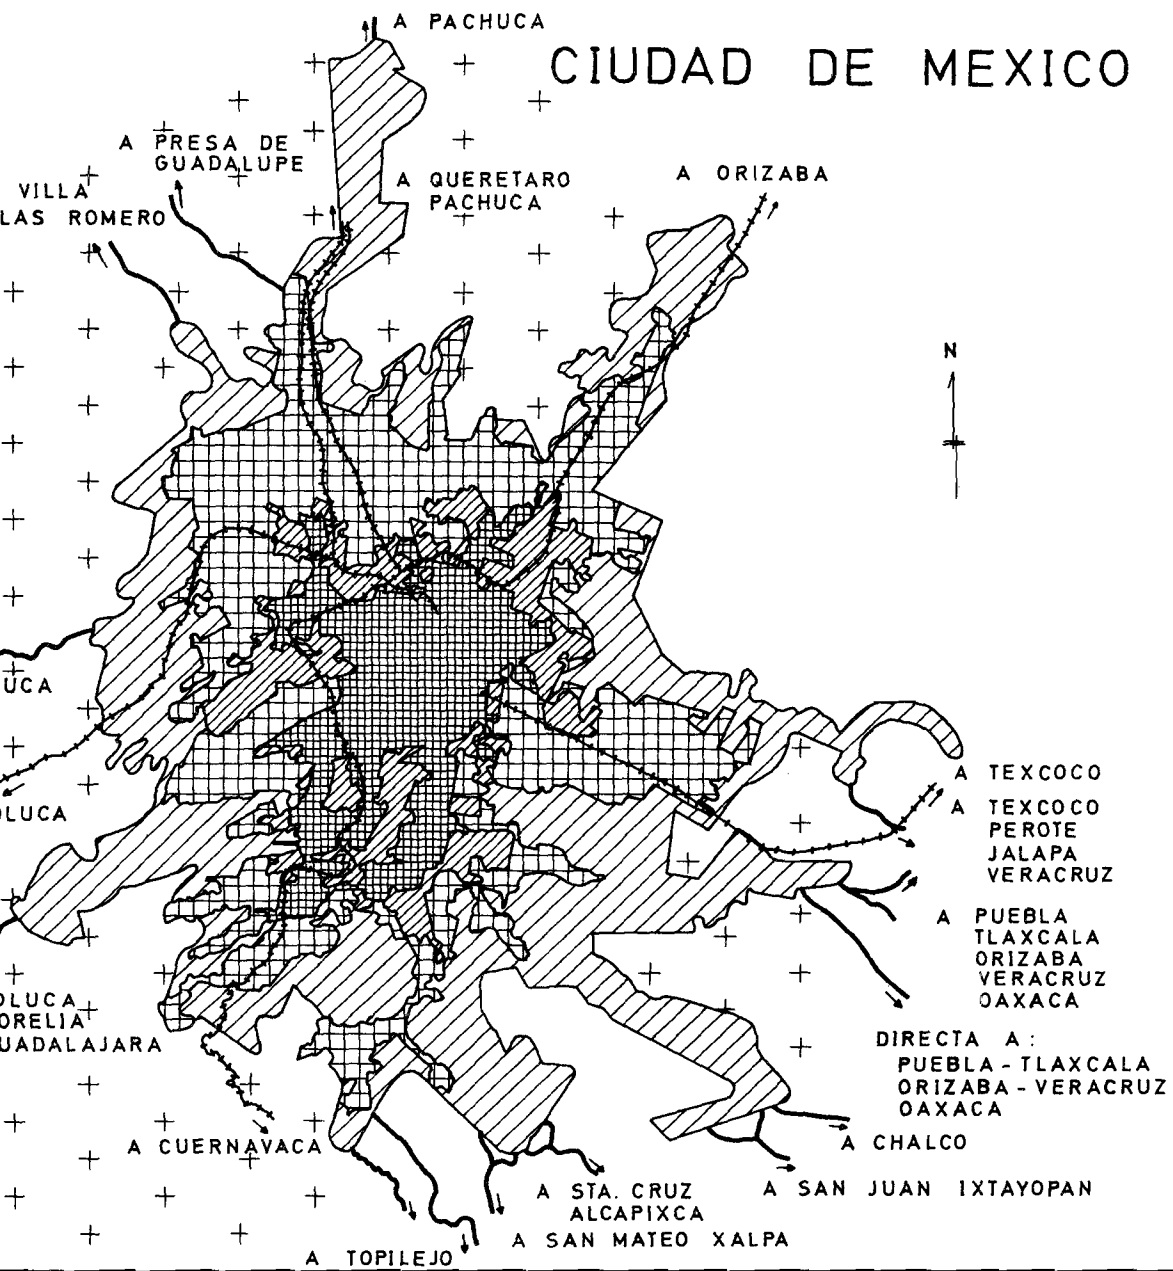 A PACHUCA
CIUDAD DE MEXICO
A PRESA DE
GUADALUPE
VILLA
LAS ROMERO
A QUERETARO
PACHUCA
A ORIZABA
N
UCA
OLUCA
A TEXCOCO
A TEXCOCO
PEROTE
JALAPA
VERACRUZ
A PUEBLA
TLAXCALA
ORIZABA
VERACRUZ
OAXACA
OLUCA
ORELIA
UADALAJARA
DIRECTA A:
PUEBLA-TLAXCALA
ORIZABA-VERACRUZ
OAXACA
A CUERNAVACA
A CHALCO
A STA. CRUZ
ALCAPIXCA
A SAN JUAN IXTAYOPAN
A SAN MATEO XALPA
A TOPILEJO